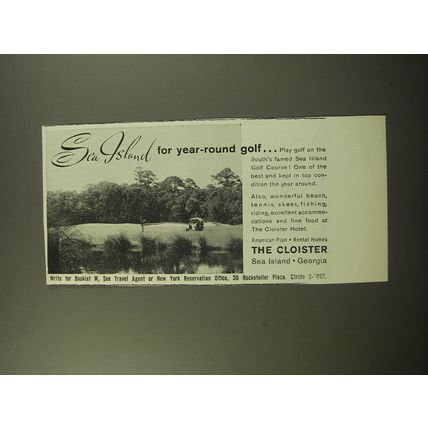 Sea Island for year-round golf... Play golf on the
South's famed Sea Island
Golf Course! One of the
best and kept in top con-
dition the year around.
Also, wonderful beach,
tennis, skeet, fishing,
riding, excellent accommo-
dations and fine food at
The Cloister Hotel.
American Plan • Rental Homes
THE CLOISTER
Sea Island • Georgia
Write for Booklet W, See Travel Agent or New York Reservation Office, 30 Rockefeller Plaza, Circle